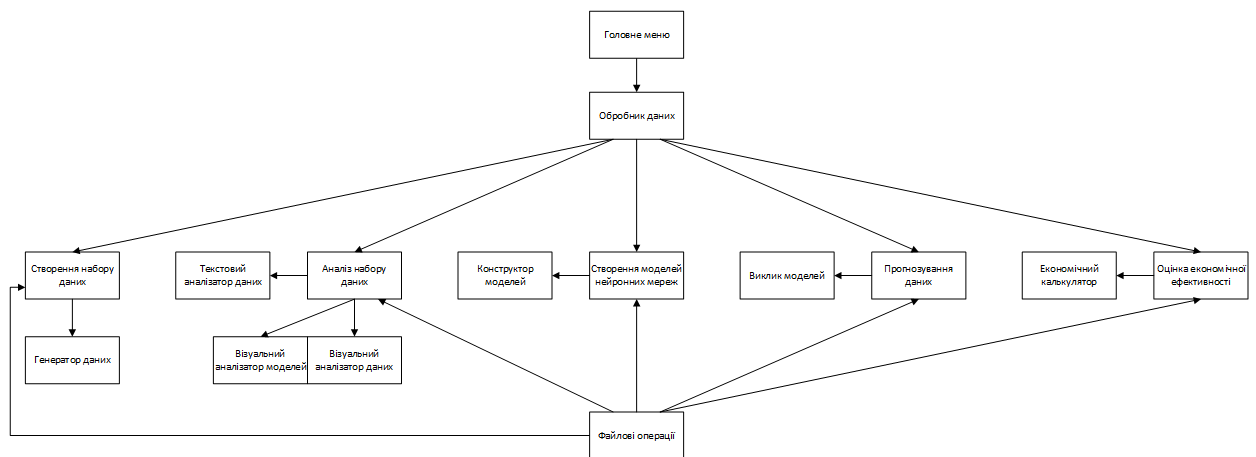 Головне меню
Обробник даних
Створення набору
даних
Текстовий
аналізатор даних
Аналіз набору
даних
Конструктор
моделей
Створення моделей
нейронних мереж
Виклик моделей
Прогнозування
даних
Економічний
калькулятор
Оцінка економічної
ефективності
Генератор даних
Візуальний
аналізатор моделей
Візуальний
аналізатор даних
Файлові операції